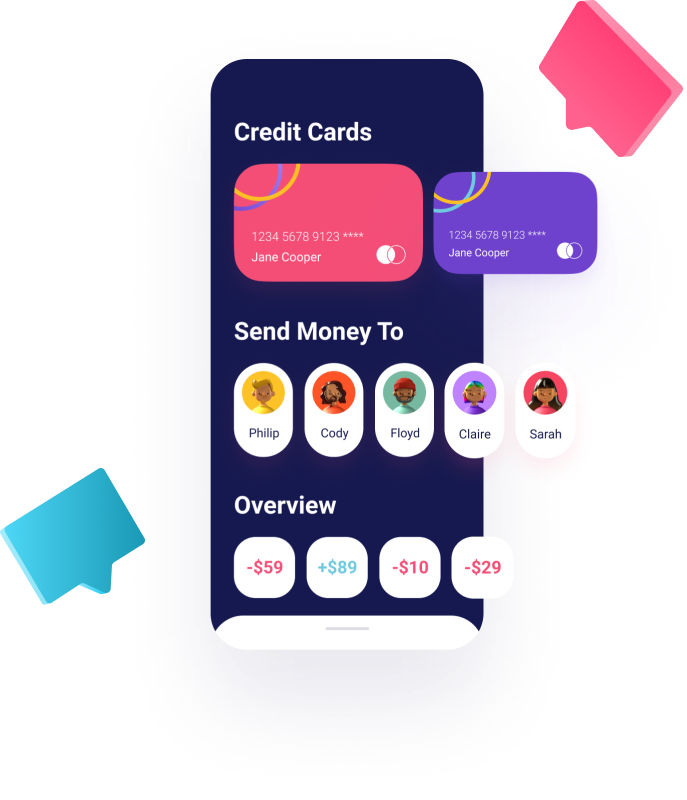 Credit Cards
1234 5678 9123 ****
Jane Cooper
1234 5678 9123 ****
Jane Cooper
Send Money To
Philip
Cody
Floyd
Claire
Sarah
Overview
-$59
+$89
-$10
-$29